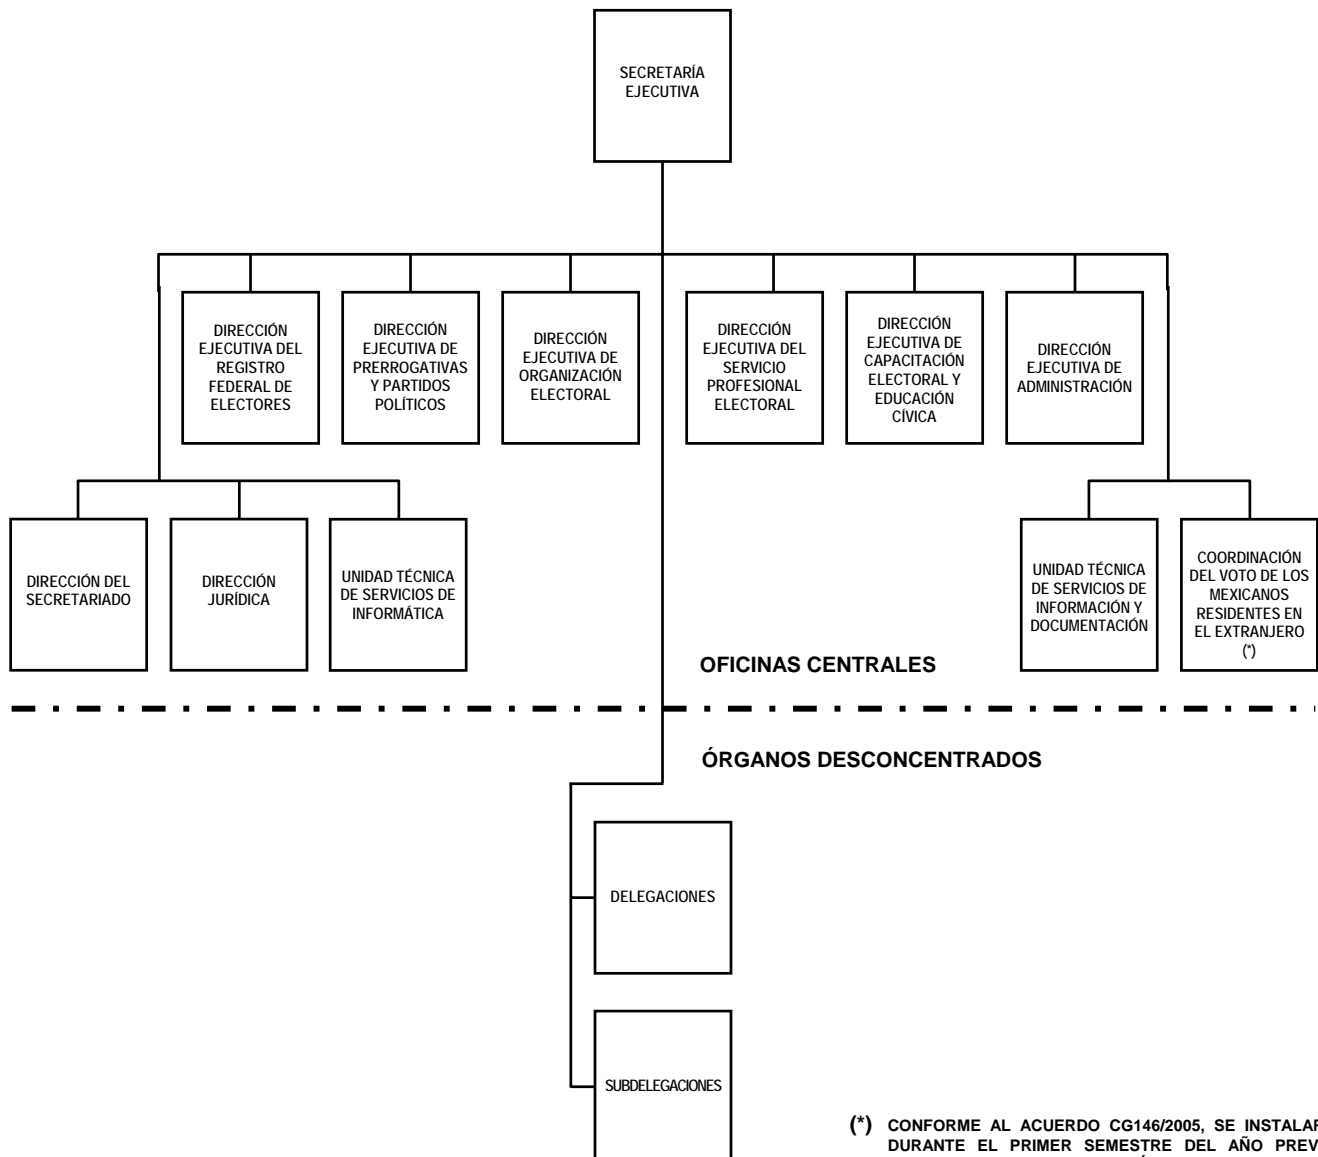 SECRETARÍA
EJECUTIVA
DIRECCIÓN
EJECUTIVA DEL
REGISTRO
FEDERAL DE
ELECTORES
DIRECCIÓN
EJECUTIVA DE
PRERROGATIVAS
Y PARTIDOS
POLÍTICOS
DIRECCIÓN
EJECUTIVA DE
ORGANIZACIÓN
ELECTORAL
DIRECCIÓN
EJECUTIVA DEL
SERVICIO
PROFESIONAL
ELECTORAL
DIRECCIÓN
EJECUTIVA DE
CAPACITACIÓN
ELECTORAL Y
EDUCACIÓN
CÍVICA
DIRECCIÓN
EJECUTIVA DE
ADMINISTRACIÓN
DIRECCIÓN DEL
SECRETARIADO
DIRECCIÓN
JURÍDICA
UNIDAD TÉCNICA
DE SERVICIOS DE
INFORMÁTICA
UNIDAD TÉCNICA
DE SERVICIOS DE
INFORMACIÓN Y
DOCUMENTACIÓN
COORDINACIÓN
DEL VOTO DE LOS
MEXICANOS
RESIDENTES EN
EL EXTRANJERO
(*)
OFICINAS CENTRALES
ÓRGANOS DESCONCENTRADOS
DELEGACIONES
SUBDELEGACIONES
(*) CONFORME AL ACUERDO CG146/2005, SE INSTALAR
DURANTE EL PRIMER SEMESTRE DEL AÑO PREV